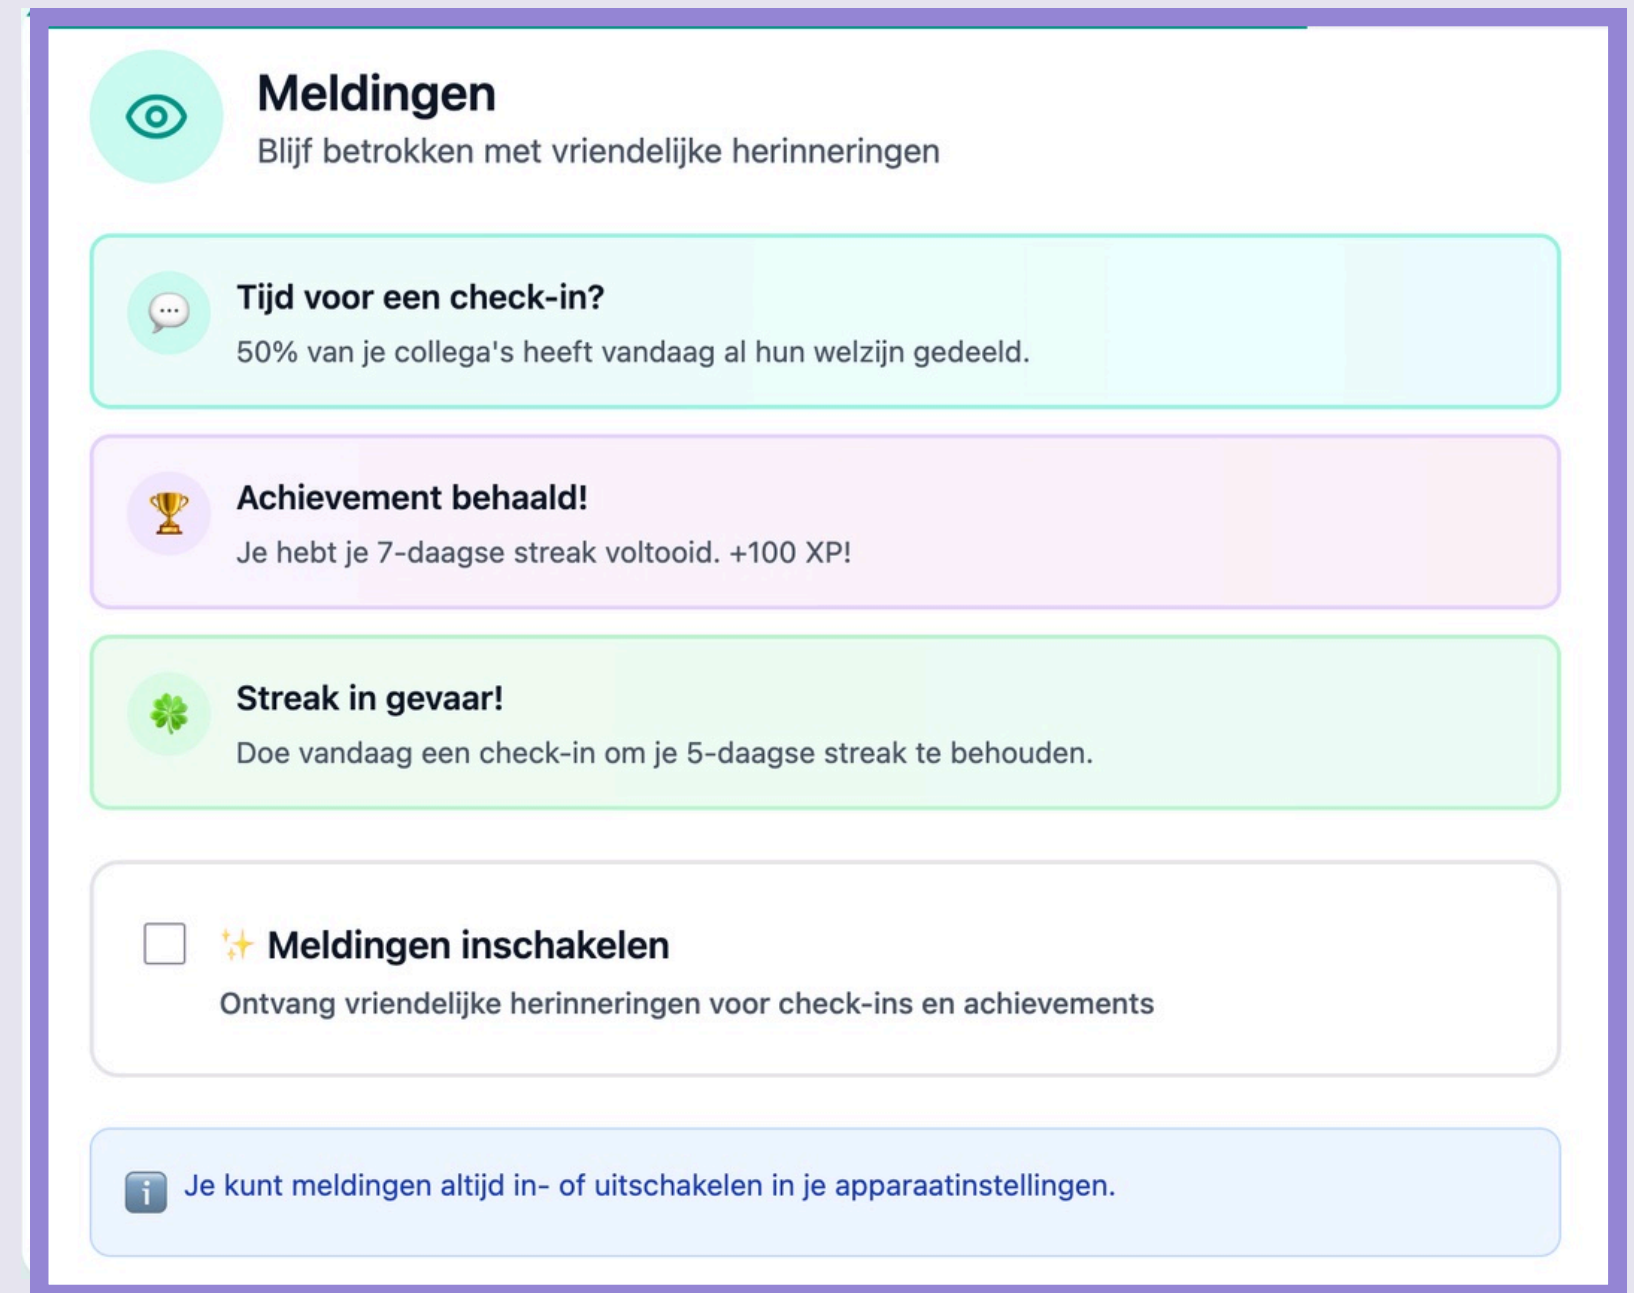 Meldingen
Blijf betrokken met vriendelijke herinneringen
Tijd voor een check-in?
50% van je collega's heeft vandaag al hun welzijn gedeeld.
Achievement behaald!
Je hebt je 7-daagse streak voltooid. +100 XP!
Streak in gevaar!
Doe vandaag een check-in om je 5-daagse streak te behouden.
✨ Meldingen inschakelen
Ontvang vriendelijke herinneringen voor check-ins en achievements
ℹ️ Je kunt meldingen altijd in- of uitschakelen in je apparaatinstellingen.